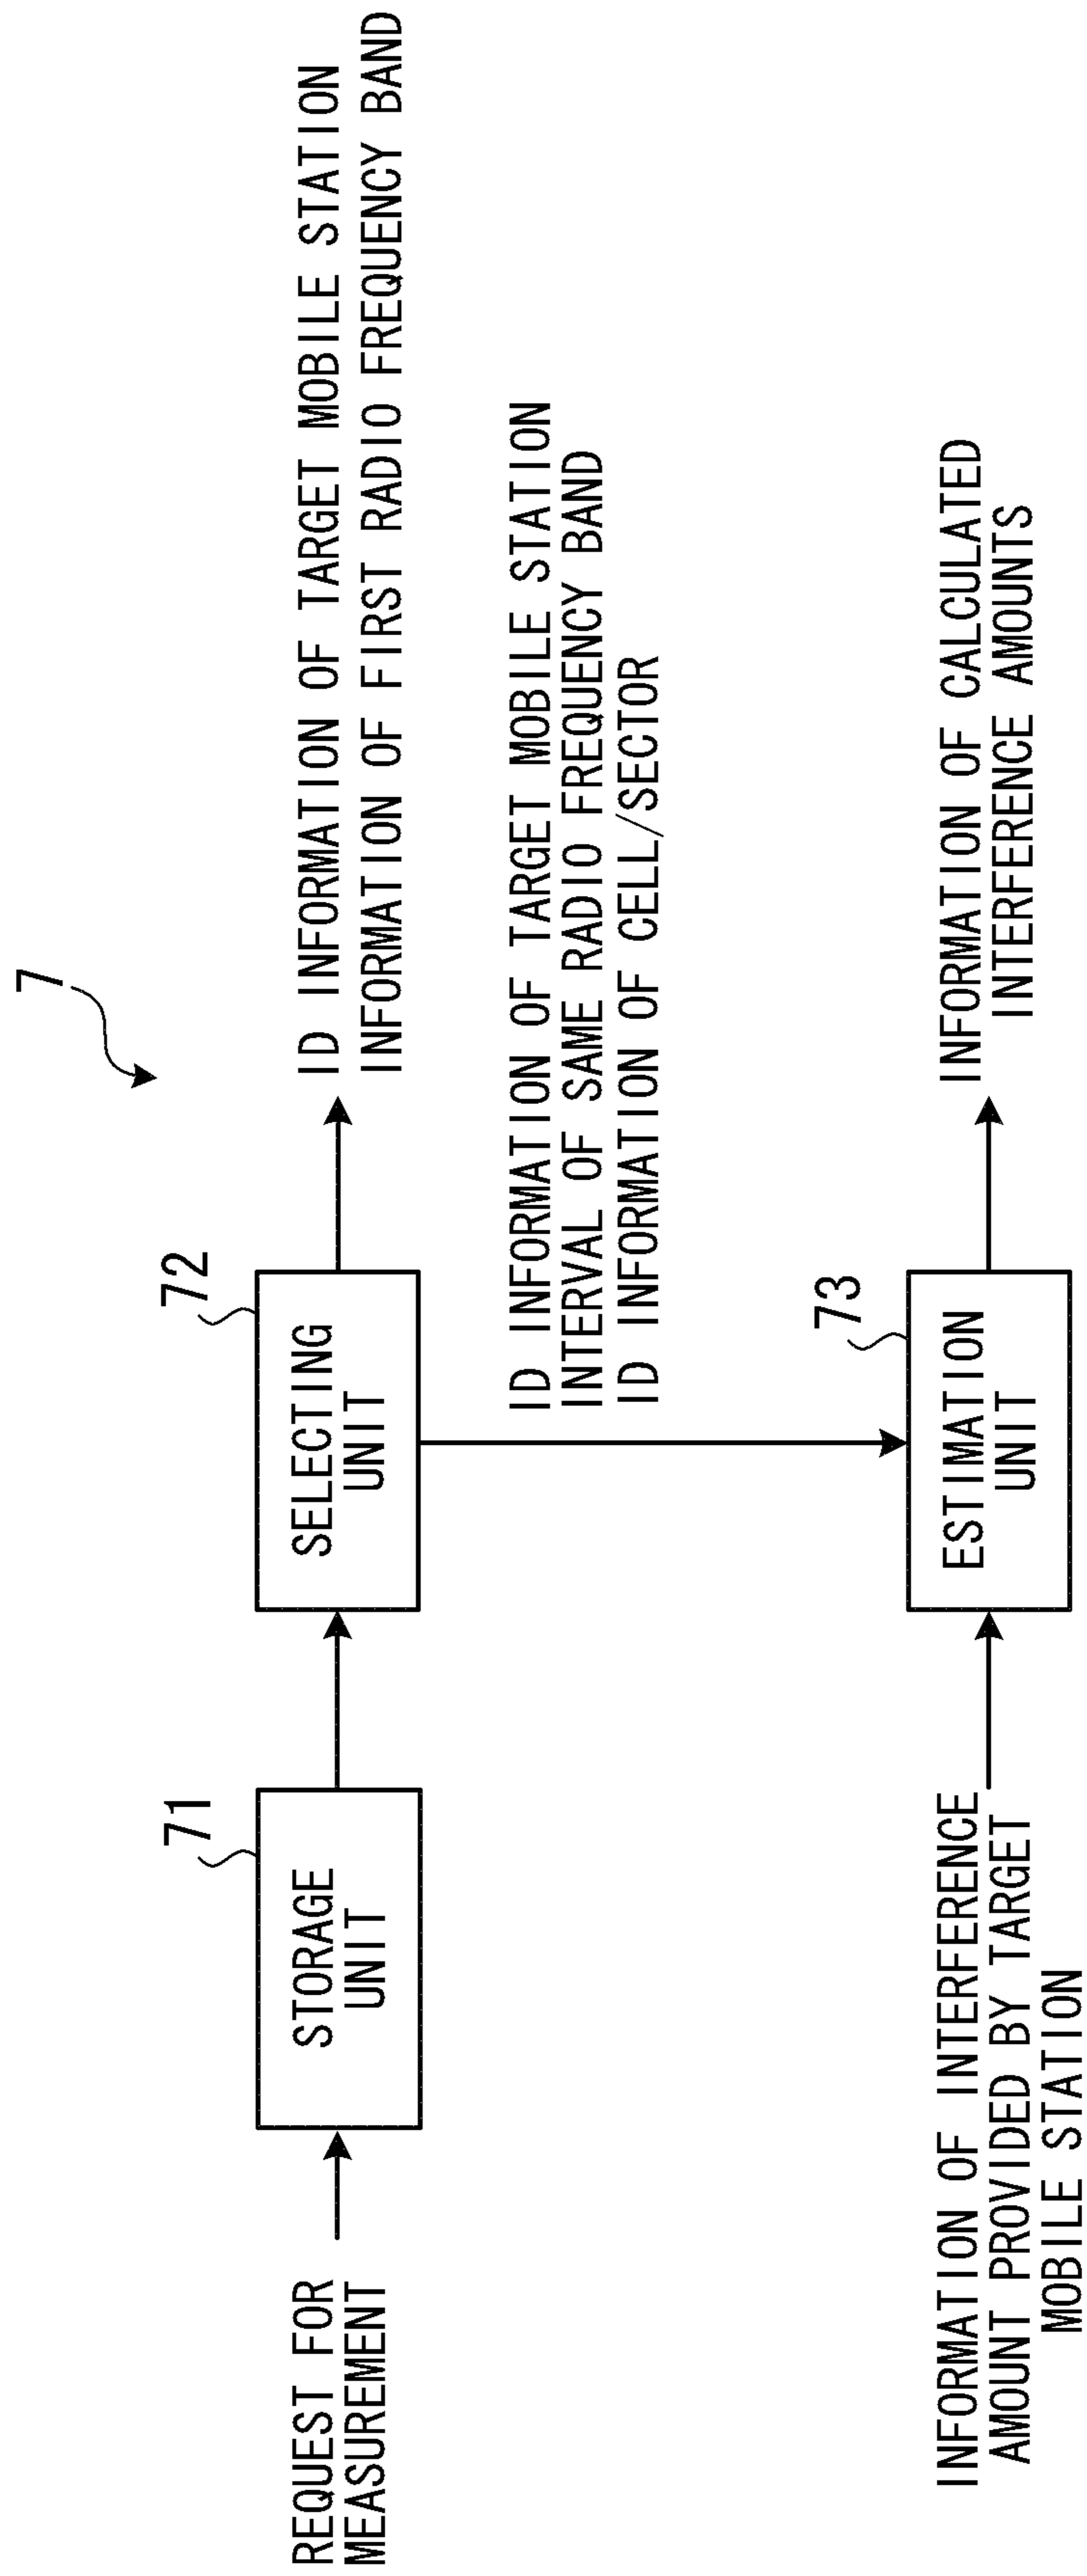 7
REQUEST FOR
MEASUREMENT
71
STORAGE
UNIT
72
SELECTING
UNIT
ID INFORMATION OF TARGET MOBILE STATION
INFORMATION OF FIRST RADIO FREQUENCY BAND
ID INFORMATION OF TARGET MOBILE STATION
INTERVAL OF SAME RADIO FREQUENCY BAND
ID INFORMATION OF CELL/SECTOR
INFORMATION OF INTERFERENCE
AMOUNT PROVIDED BY TARGET
MOBILE STATION
73
ESTIMATION
UNIT
INFORMATION OF CALCULATED
INTERFERENCE AMOUNTS